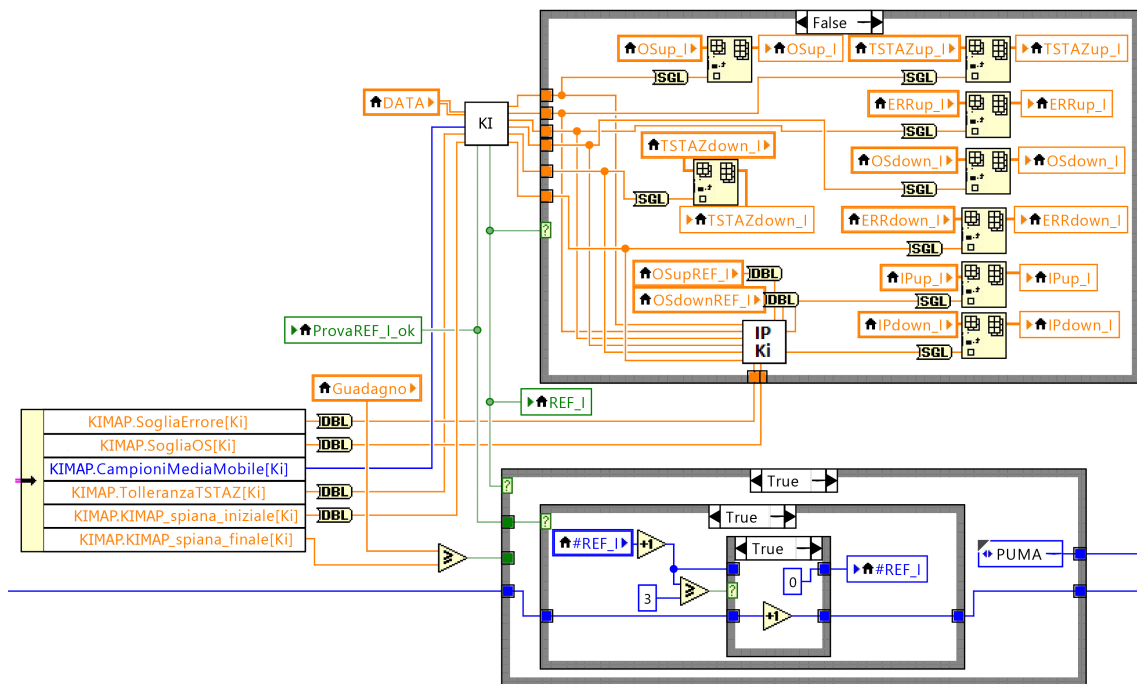 False
OSup_I
OSup_I
TSTAZup_I
TSTAZup_I
SGL
SGL
DATA
KI
ERRup_I
ERRup_I
SGL
TSTAZdown_I
OSdown_I
OSdown_I
SGL
SGL
TSTAZdown_I
ERRdown_I
ERRdown_I
SGL
OSupREF_I
DBL
IPup_I
IPup_I
OSdownREF_I
DBL
SGL
ProvaREF_I_ok
IP
Ki
IPdown_I
IPdown_I
SGL
Guadagno
REF_I
KIMAP.SogliaErrore[Ki]
DBL
KIMAP.SogliaOS[Ki]
DBL
KIMAP.CampioniMediaMobile[Ki]
KIMAP.TolleranzaTSTAZ[Ki]
DBL
KIMAP.KIMAP_spiana_iniziale[Ki]
DBL
KIMAP.KIMAP_spiana_finale[Ki]
True
True
#REF_I
+1
True
PUMA
#REF_I
0
3
+1